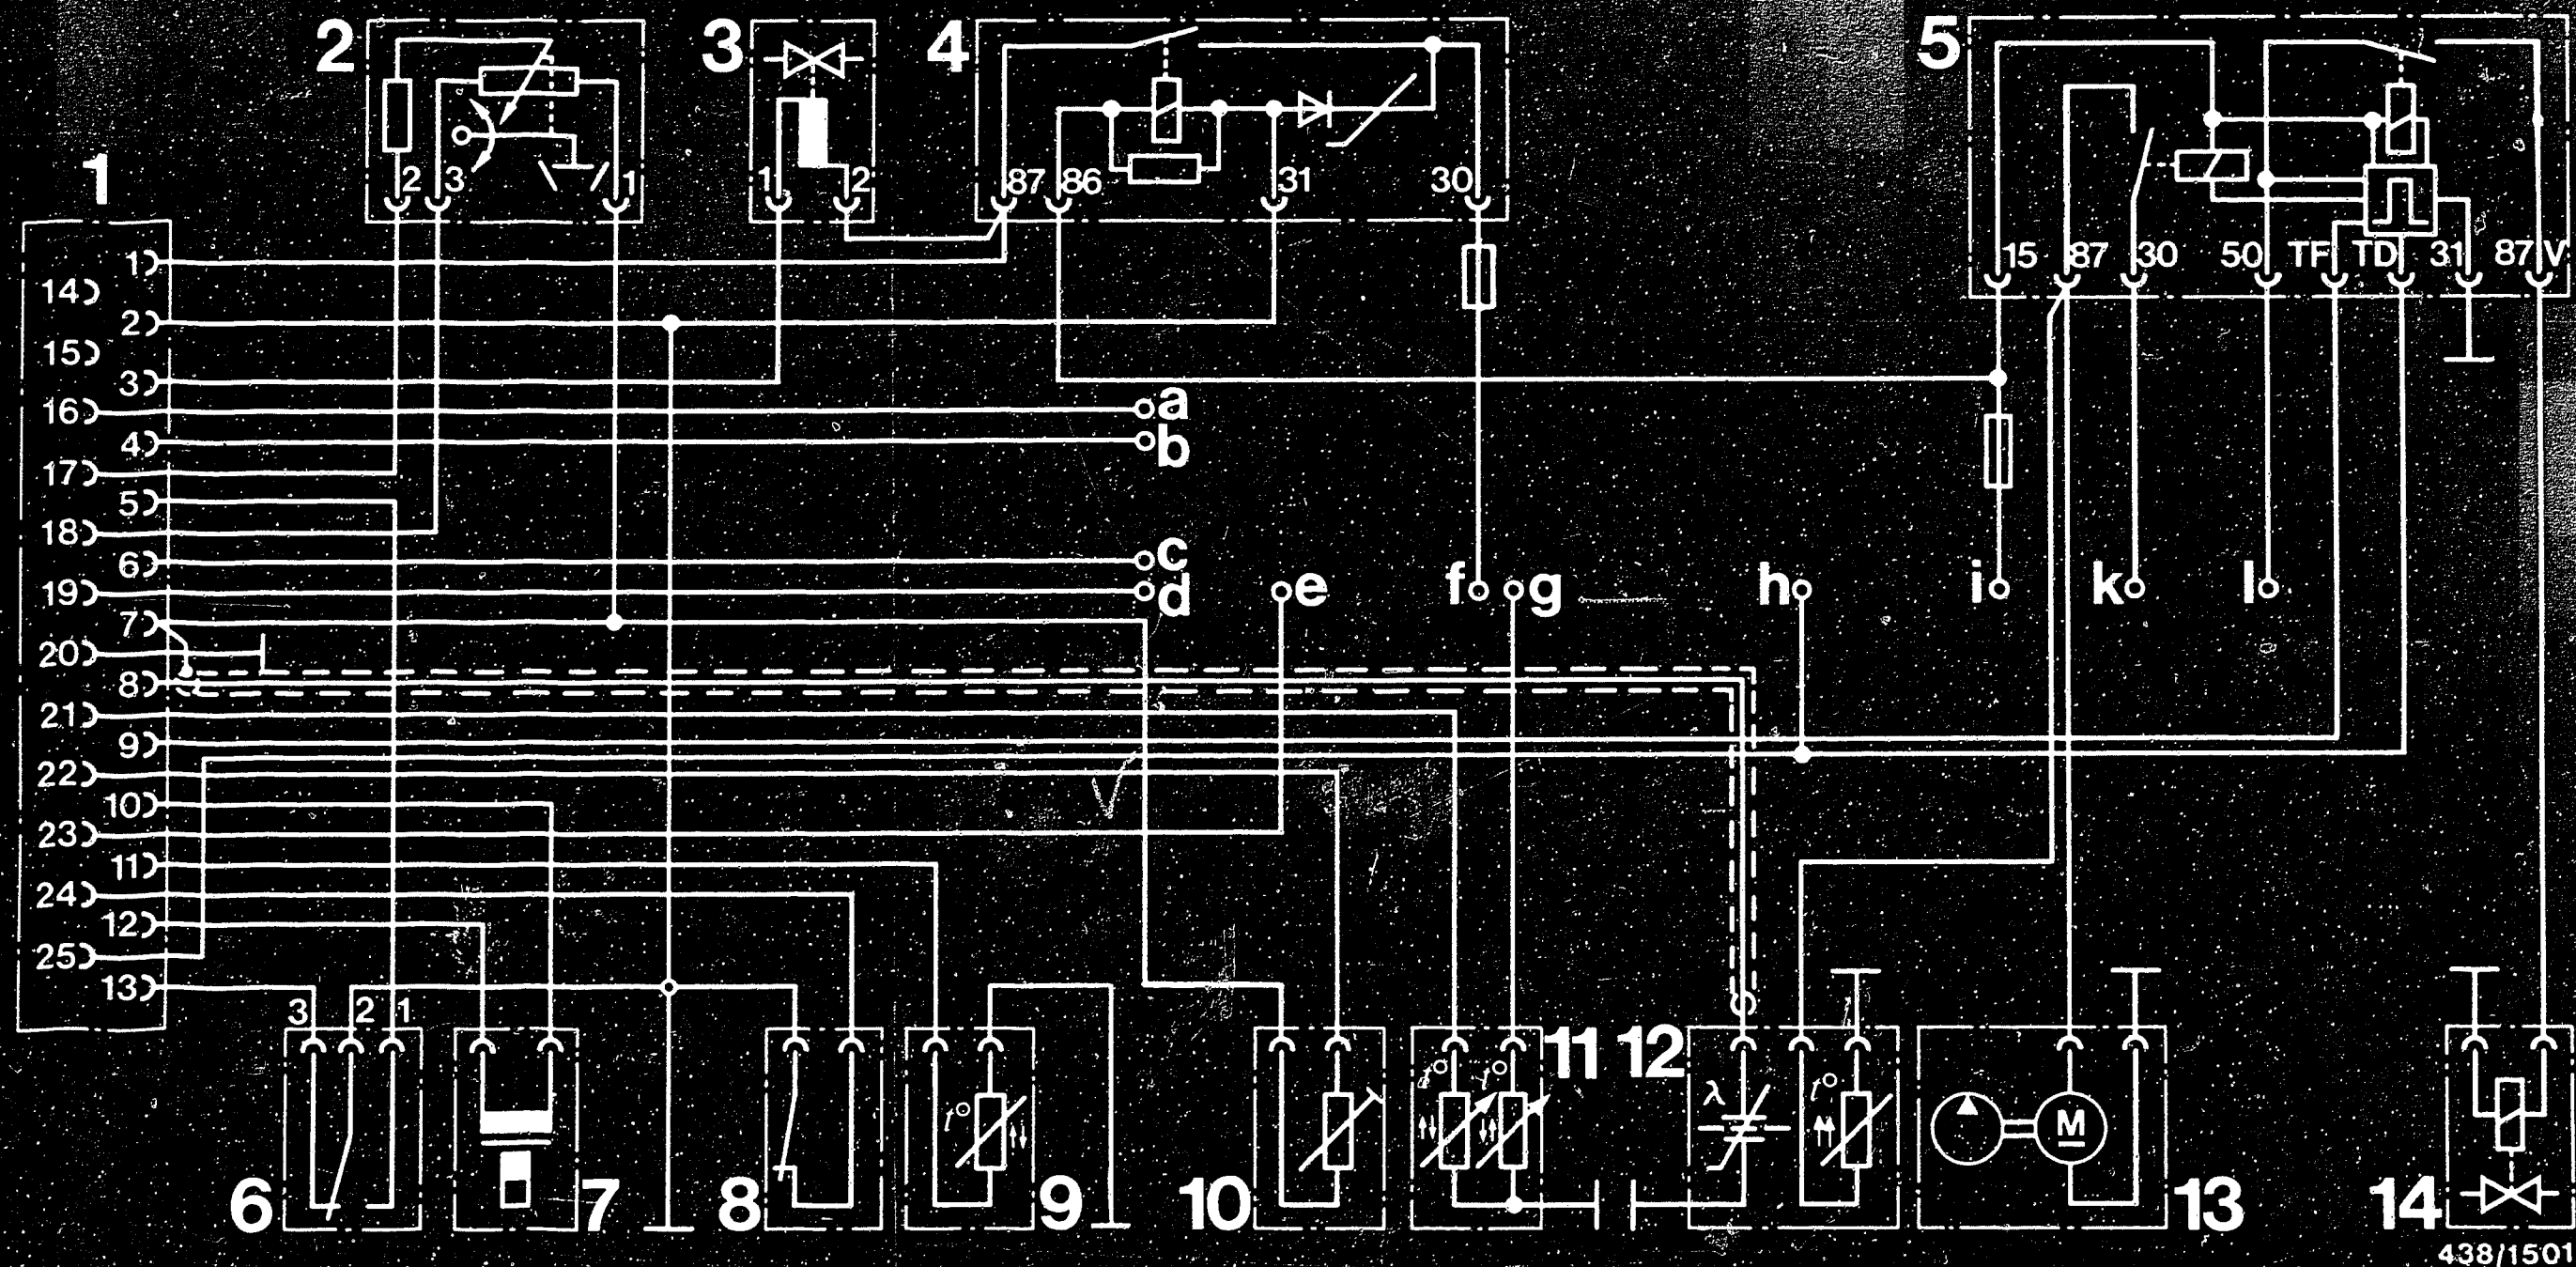 2 3 4 5
1
2 3 1
1 2
87 86 31 30
15 87 30 50 TF TD 31 87V
1
14
2
15
3
16 a
4 b
17
5
18
6 c
19 d
e f g h i k l
7
20
8
21
9
22
10
23
11
24
12
25
13
3 2 1
t° t° t° λ t°
11 12
M
6 7 8 9 10 13 14
438/1501